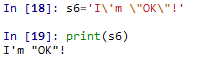 In [18]: s6='I\'m \"OK\"!'
In [19]: print(s6)
I'm "OK"!